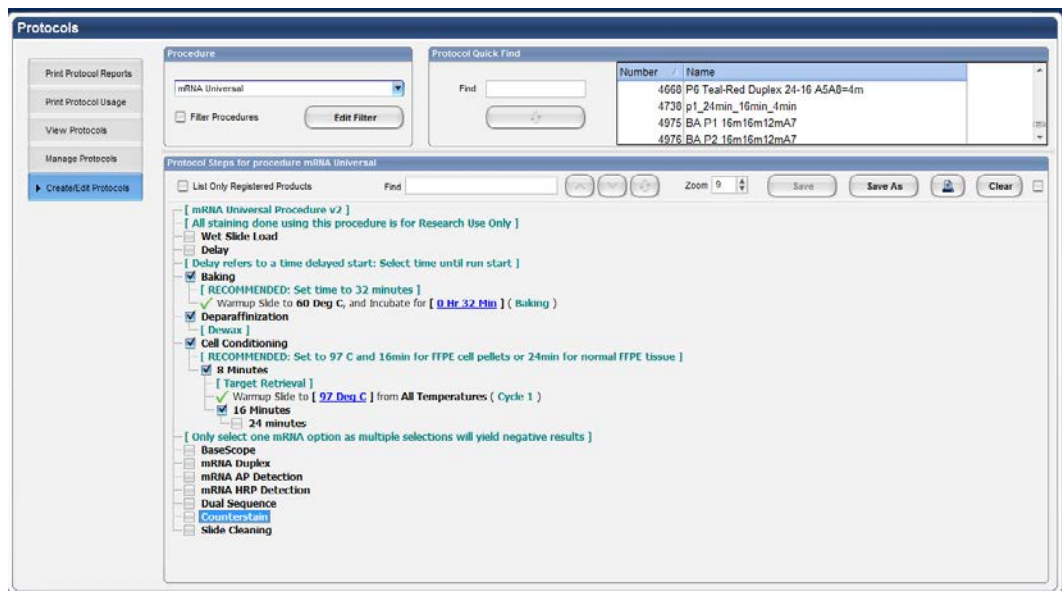 Protocols
Print Protocol Reports
Print Protocol Usage
View Protocols
Manage Protocols
Create/Edit Protocols
Procedure
mRNA Universal
Filter Procedures
Edit Filter
Protocol Quick Find
Find
Number Name
4668 P6 Teal-Red Duplex 24-16 A5A8=4m
4738 p1_24min_16min_4min
4975 BA P1 16m16m12mA7
4976 BA P2 16m16m12mA7
Protocol Steps for procedure mRNA Universal
List Only Registered Products Find Zoom 9 Save Save As Clear
[ mRNA Universal Procedure v2 ]
[ All staining done using this procedure is for Research Use Only ]
Wet Slide Load
Delay
[ Delay refers to a time delayed start: Select time until run start ]
Baking
[ RECOMMENDED: Set time to 32 minutes ]
Warmup Slide to 60 Deg C, and Incubate for [ 0 Hr 32 Min ] ( Baking )
Deparaffinization
[ Dewax ]
Cell Conditioning
[ RECOMMENDED: Set to 97 C and 16min for FFPE cell pellets or 24min for normal FFPE tissue ]
8 Minutes
[ Target Retrieval ]
Warmup Slide to [ 97 Deg C ] from All Temperatures ( Cycle 1 )
16 Minutes
24 minutes
[ Only select one mRNA option as multiple selections will yield negative results ]
BaseScope
mRNA Duplex
mRNA AP Detection
mRNA HRP Detection
Dual Sequence
Counterstain
Slide Cleaning